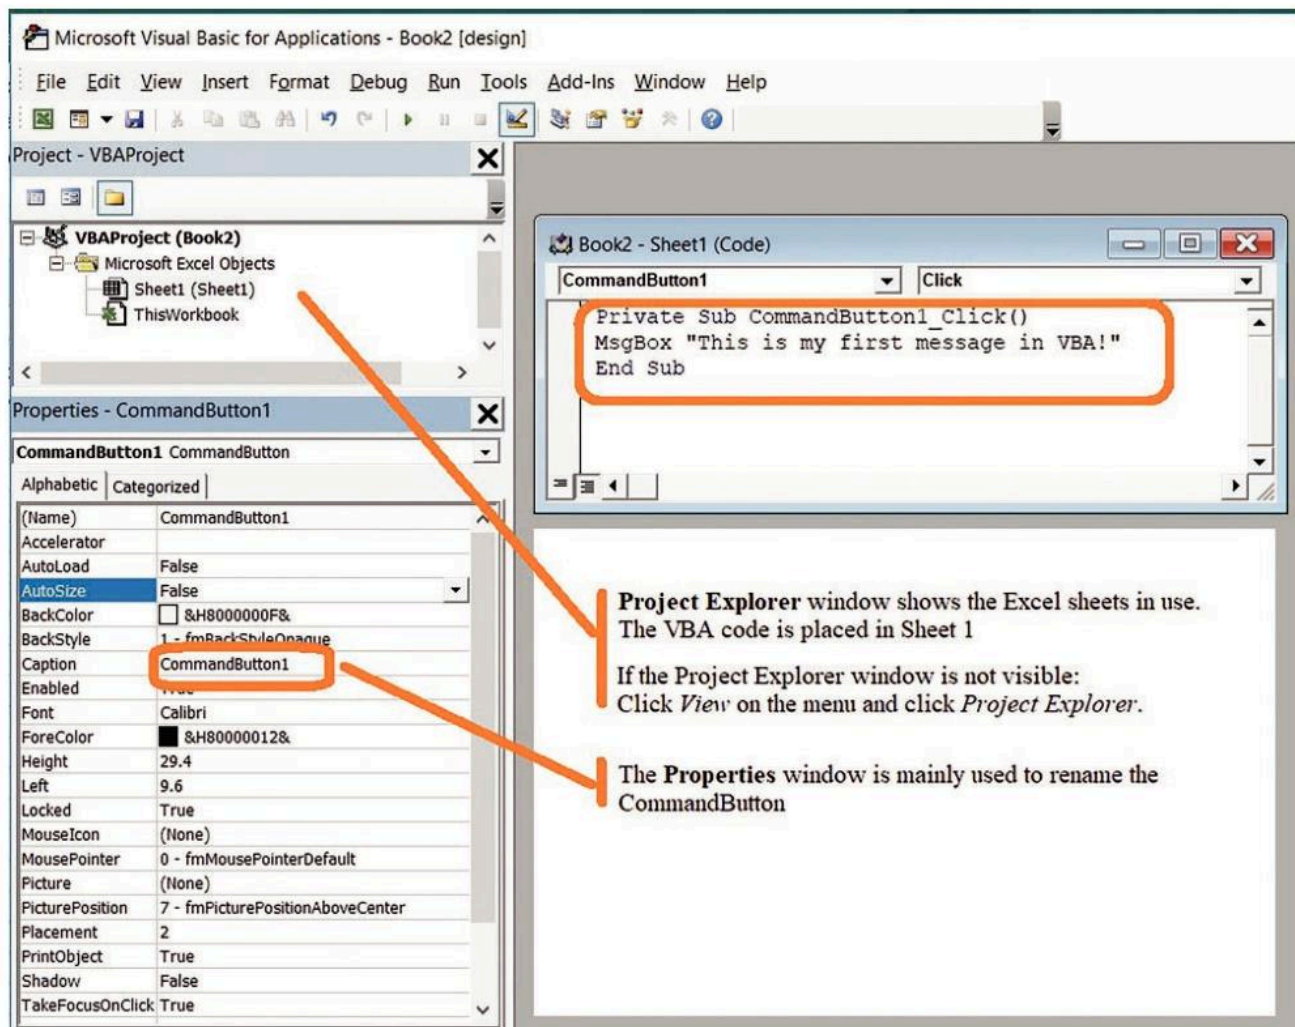 Microsoft Visual Basic for Applications - Book2 [design]
File Edit View Insert Format Debug Run Tools Add-Ins Window Help
Project - VBAProject
VBAProject (Book2)
Microsoft Excel Objects
Sheet1 (Sheet1)
ThisWorkbook
Properties - CommandButton1
CommandButton1 CommandButton
Alphabetic Categorized
(Name) CommandButton1
Accelerator
AutoLoad False
AutoSize False
BackColor &H8000000F&
BackStyle 1 - fmBackStyleOpaque
Caption CommandButton1
Enabled True
Font Calibri
ForeColor &H80000012&
Height 29.4
Left 9.6
Locked True
MouseIcon (None)
MousePointer 0 - fmMousePointerDefault
Picture (None)
PicturePosition 7 - fmPicturePositionAboveCenter
Placement 2
PrintObject True
Shadow False
TakeFocusOnClick True
Book2 - Sheet1 (Code)
CommandButton1 Click
Private Sub CommandButton1_Click()
MsgBox "This is my first message in VBA!"
End Sub
Project Explorer window shows the Excel sheets in use.
The VBA code is placed in Sheet 1
If the Project Explorer window is not visible:
Click View on the menu and click Project Explorer.
The Properties window is mainly used to rename the
CommandButton